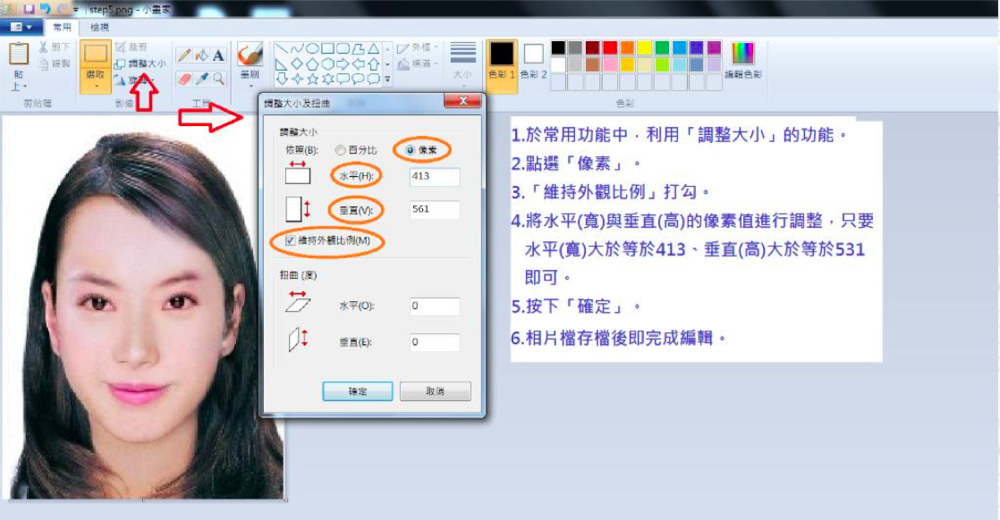 step5.png - 小畫家
常用 檢視
貼上
剪下
複製
剪貼簿
選取
裁剪
調整大小
旋轉
影像
工具
筆刷
外框
填滿
大小
色彩 1
色彩 2
編輯色彩
色彩
調整大小及扭曲
調整大小
依照(B): 百分比 像素
水平(H): 413
垂直(V): 561
維持外觀比例(M)
扭曲 (度)
水平(O): 0
垂直(E): 0
確定 取消
1.於常用功能中，利用「調整大小」的功能。
2.點選「像素」。
3.「維持外觀比例」打勾。
4.將水平(寬)與垂直(高)的像素值進行調整，只要
水平(寬)大於等於413、垂直(高)大於等於531
即可。
5.按下「確定」。
6.相片檔存檔後即完成編輯。